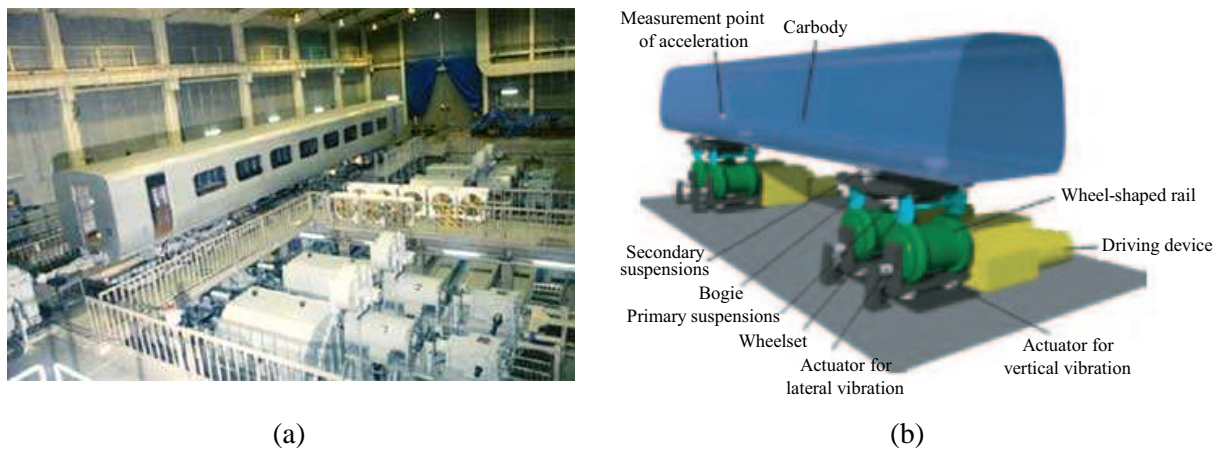 Measurement point
of acceleration
Carbody
Wheel-shaped rail
Driving device
Secondary
suspensions
Bogie
Primary suspensions
Wheelset
Actuator for
lateral vibration
Actuator for
vertical vibration
(a)
(b)